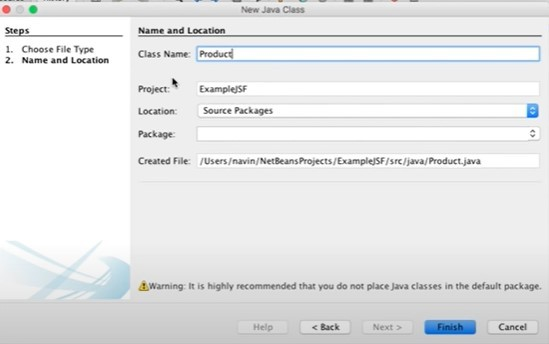 New Java Class
Steps
1. Choose File Type
2. Name and Location
Name and Location
Class Name: Product
Project: ExampleJSF
Location: Source Packages
Package:
Created File: /Users/navin/NetBeansProjects/ExampleJSF/src/java/Product.java
Warning: It is highly recommended that you do not place Java classes in the default package.
Help < Back Next > Finish Cancel